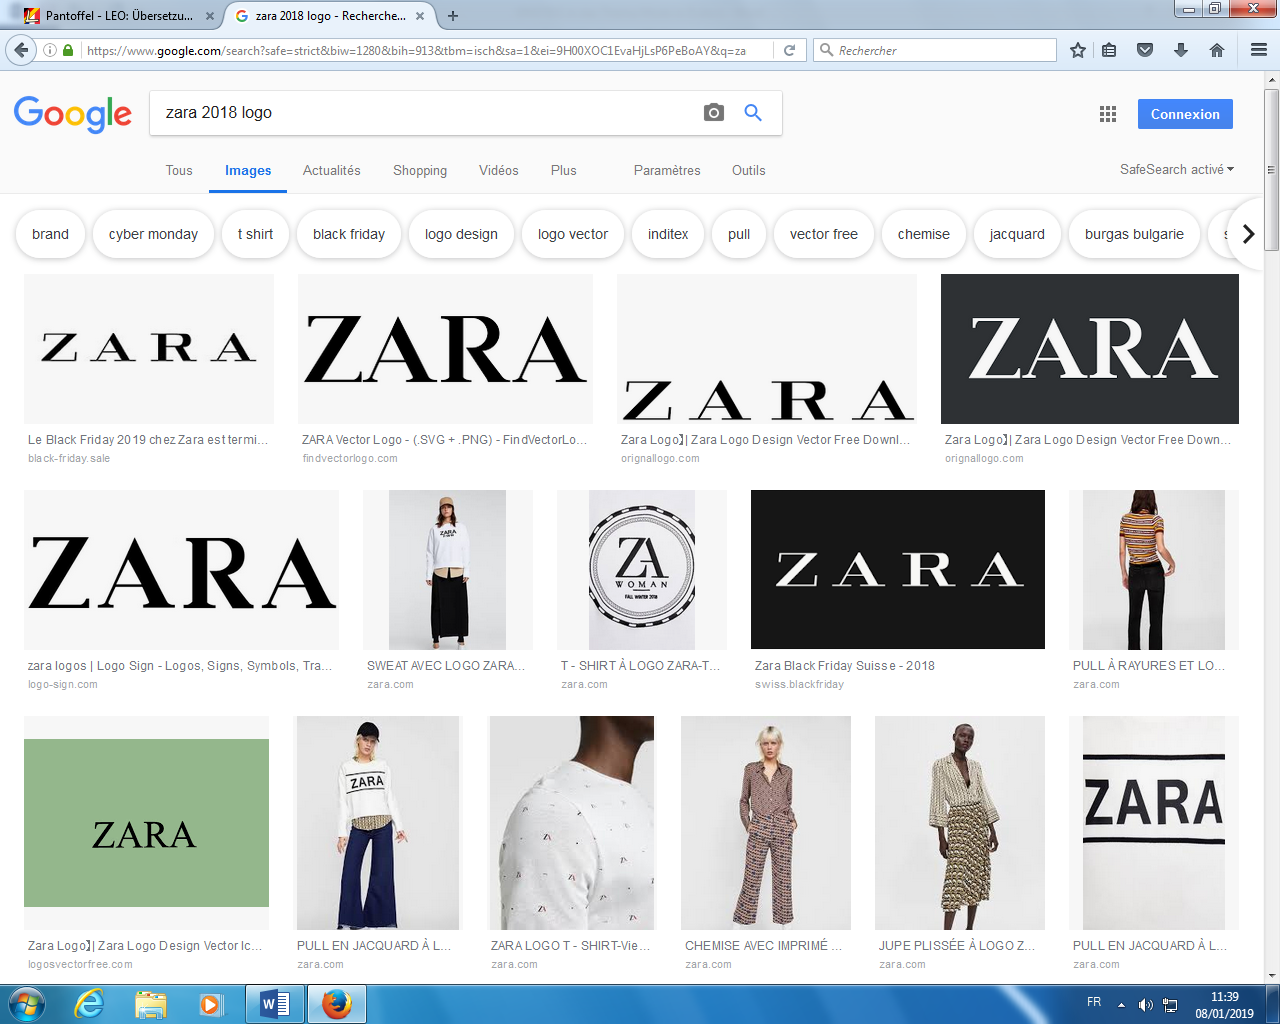 Pantoffel - LEO: Übersetzu...
zara 2018 logo - Recherche...
https://www.google.com/search?safe=strict&biw=1280&bih=913&tbm=isch&sa=1&ei=9H00XOC1EvaHjLsP6PeBoAY&q=za
Rechercher
Google
zara 2018 logo
Connexion
Tous
Images
Actualités
Shopping
Vidéos
Plus
Paramètres
Outils
SafeSearch activé
brand
cyber monday
t shirt
black friday
logo design
logo vector
inditex
pull
vector free
chemise
jacquard
burgas bulgarie
ZARA
ZARA
ZARA
ZARA
Le Black Friday 2019 chez Zara est termi...
black-friday.sale
ZARA Vector Logo - (.SVG + .PNG) - FindVectorLo...
findvectorlogo.com
Zara Logo】| Zara Logo Design Vector Free Downl...
orignallogo.com
Zara Logo】| Zara Logo Design Vector Free Down...
orignallogo.com
ZARA
ZARA
ZA
WOMAN
FALL WINTER 2018
ZARA
zara logos | Logo Sign - Logos, Signs, Symbols, Tra...
logo-sign.com
SWEAT AVEC LOGO ZARA...
zara.com
T - SHIRT À LOGO ZARA-T...
zara.com
Zara Black Friday Suisse - 2018
swiss.blackfriday
PULL À RAYURES ET LO...
zara.com
ZARA
ZARA
ZA
ZARA
Zara Logo】| Zara Logo Design Vector Ic...
logosvectorfree.com
PULL EN JACQUARD À L...
zara.com
ZARA LOGO T - SHIRT-Vie...
zara.com
CHEMISE AVEC IMPRIMÉ ...
zara.com
JUPE PLISSÉE À LOGO Z...
zara.com
PULL EN JACQUARD À L...
zara.com
FR
11:39
08/01/2019